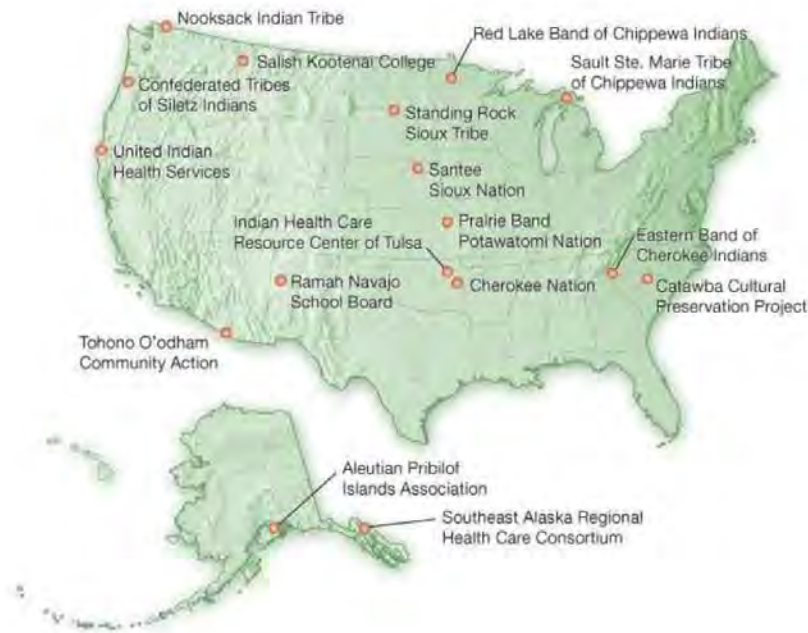 Nooksack Indian Tribe
Red Lake Band of Chippewa Indians
Salish Kootenai College
Sault Ste. Marie Tribe
of Chippewa Indians
Confederated Tribes
of Siletz Indians
Standing Rock
Sioux Tribe
United Indian
Health Services
Santee
Sioux Nation
Indian Health Care
Resource Center of Tulsa
Prairie Band
Potawatomi Nation
Eastern Band of
Cherokee Indians
Ramah Navajo
School Board
Cherokee Nation
Catawba Cultural
Preservation Project
Tohono O'odham
Community Action
Aleutian Pribilof
Islands Association
Southeast Alaska Regional
Health Care Consortium